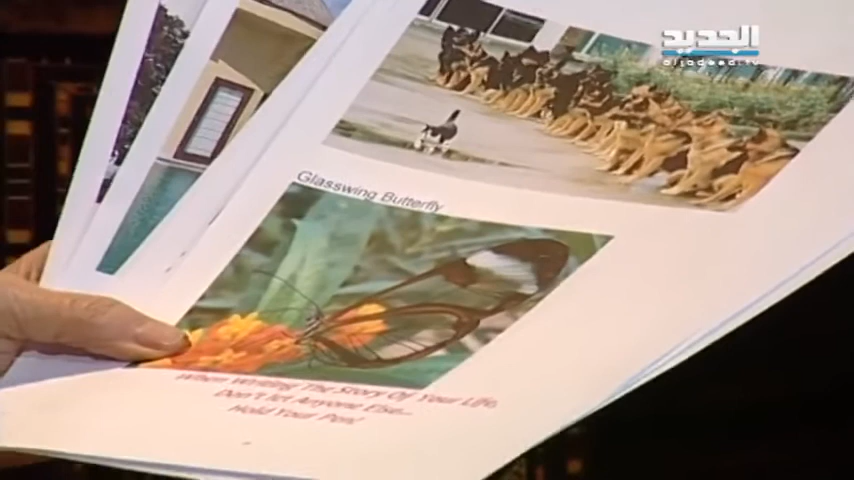 الجديد
aljadeed.tv
Glasswing Butterfly
When Writing The Story Of Your Life,
Don't let Anyone Else...
Hold Your Pen!